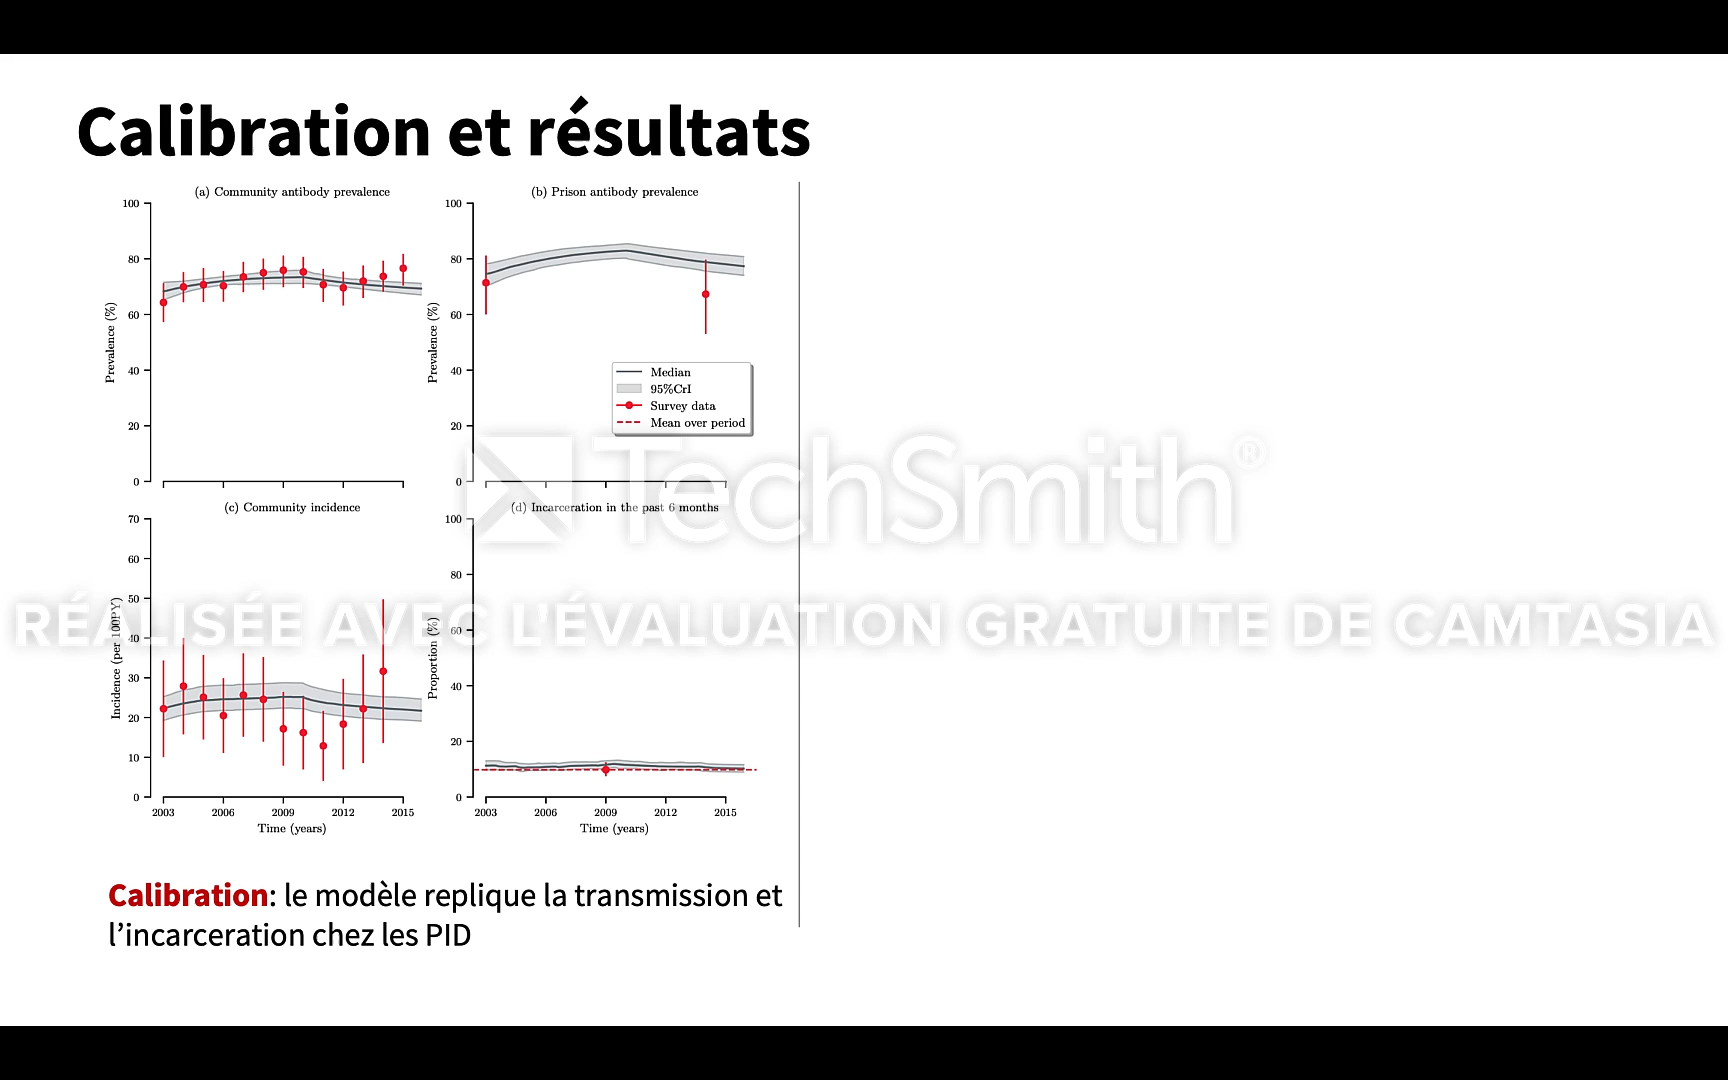 Calibration et résultats
(a) Community antibody prevalence
100
80
60
40
20
0
Prevalence (%)
(b) Prison antibody prevalence
100
80
60
40
20
0
Prevalence (%)
Median
95%CrI
Survey data
Mean over period
(c) Community incidence
70
60
50
40
30
20
10
0
Incidence (per 100PY)
2003 2006 2009 2012 2015
Time (years)
(d) Incarceration in the past 6 months
100
80
60
40
20
0
Proportion (%)
2003 2006 2009 2012 2015
Time (years)
TechSmith®
RÉALISÉE AVEC L'ÉVALUATION GRATUITE DE CAMTASIA
Calibration: le modèle replique la transmission et
l’incarceration chez les PID